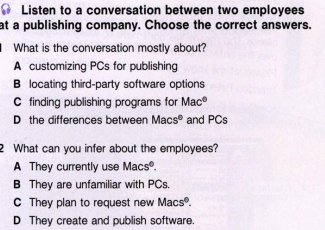 Listen to a conversation between two employees
at a publishing company. Choose the correct answers.
1 What is the conversation mostly about?
A customizing PCs for publishing
B locating third-party software options
C finding publishing programs for Mac®
D the differences between Macs® and PCs
2 What can you infer about the employees?
A They currently use Macs®.
B They are unfamiliar with PCs.
C They plan to request new Macs®.
D They create and publish software.